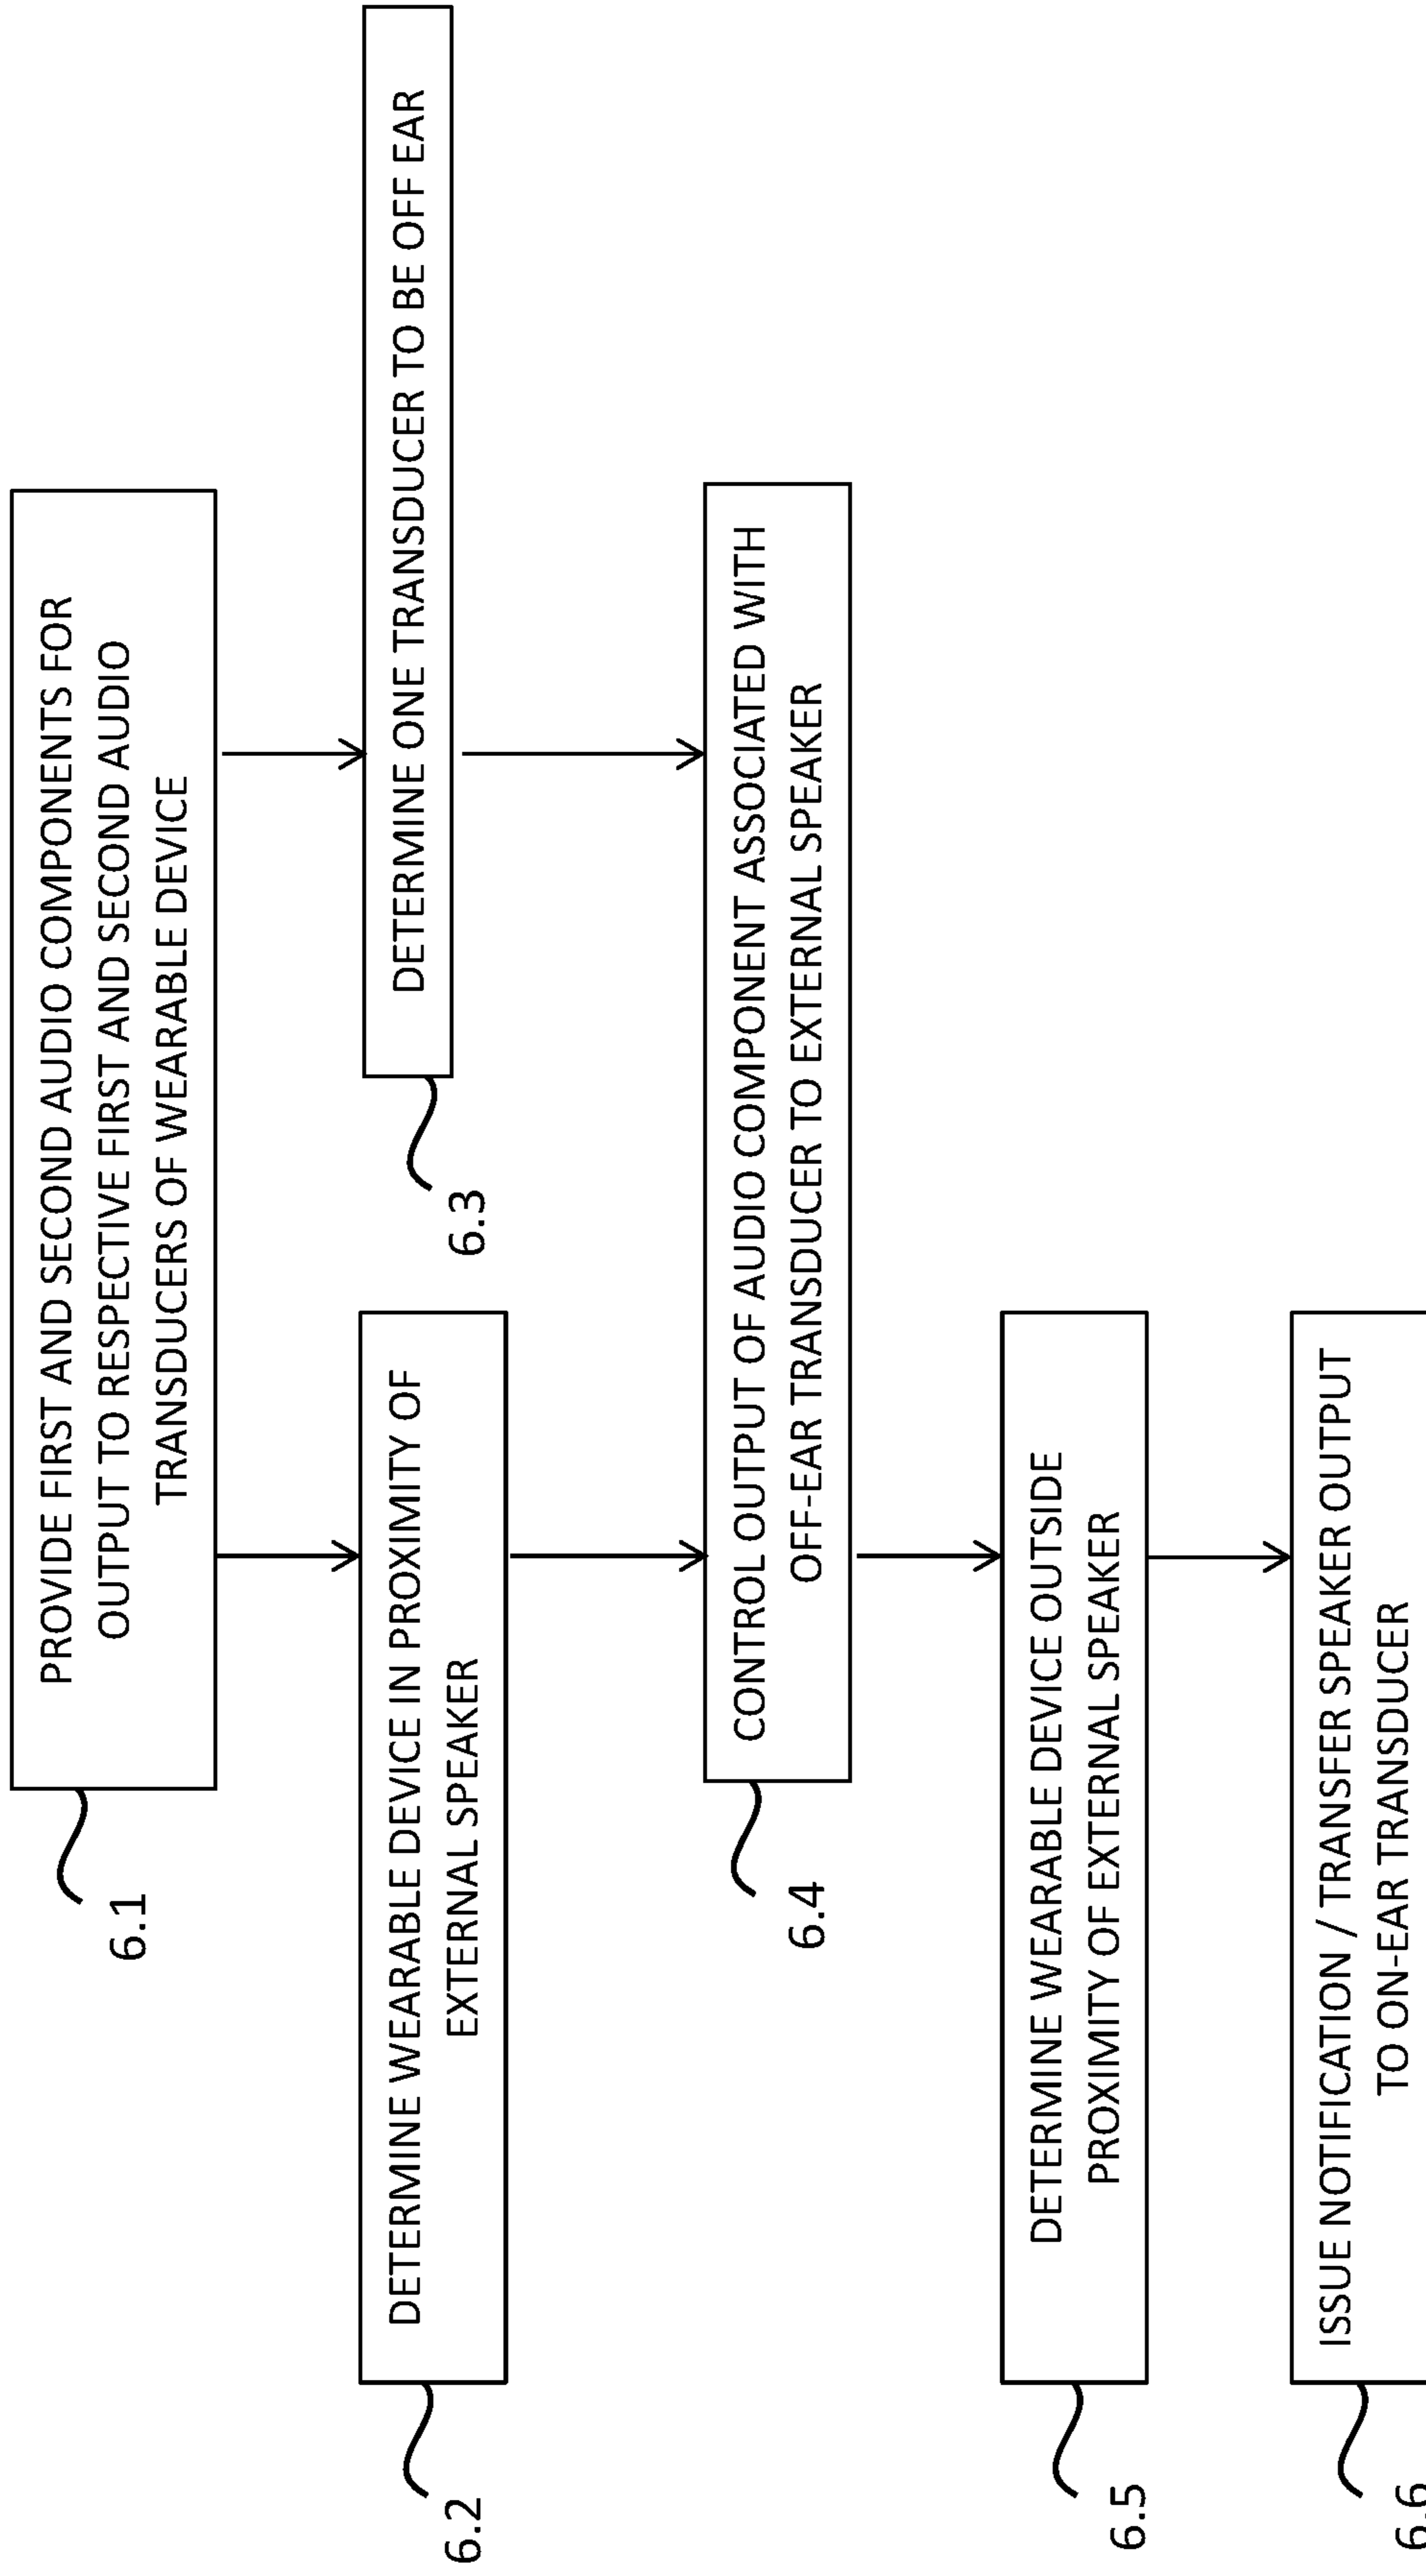 PROVIDE FIRST AND SECOND AUDIO COMPONENTS FOR
OUTPUT TO RESPECTIVE FIRST AND SECOND AUDIO
TRANSDUCERS OF WEARABLE DEVICE
6.1
DETERMINE WEARABLE DEVICE IN PROXIMITY OF
EXTERNAL SPEAKER
6.2
DETERMINE ONE TRANSDUCER TO BE OFF EAR
6.3
CONTROL OUTPUT OF AUDIO COMPONENT ASSOCIATED WITH
OFF-EAR TRANSDUCER TO EXTERNAL SPEAKER
6.4
DETERMINE WEARABLE DEVICE OUTSIDE
PROXIMITY OF EXTERNAL SPEAKER
6.5
ISSUE NOTIFICATION / TRANSFER SPEAKER OUTPUT
TO ON-EAR TRANSDUCER
6.6